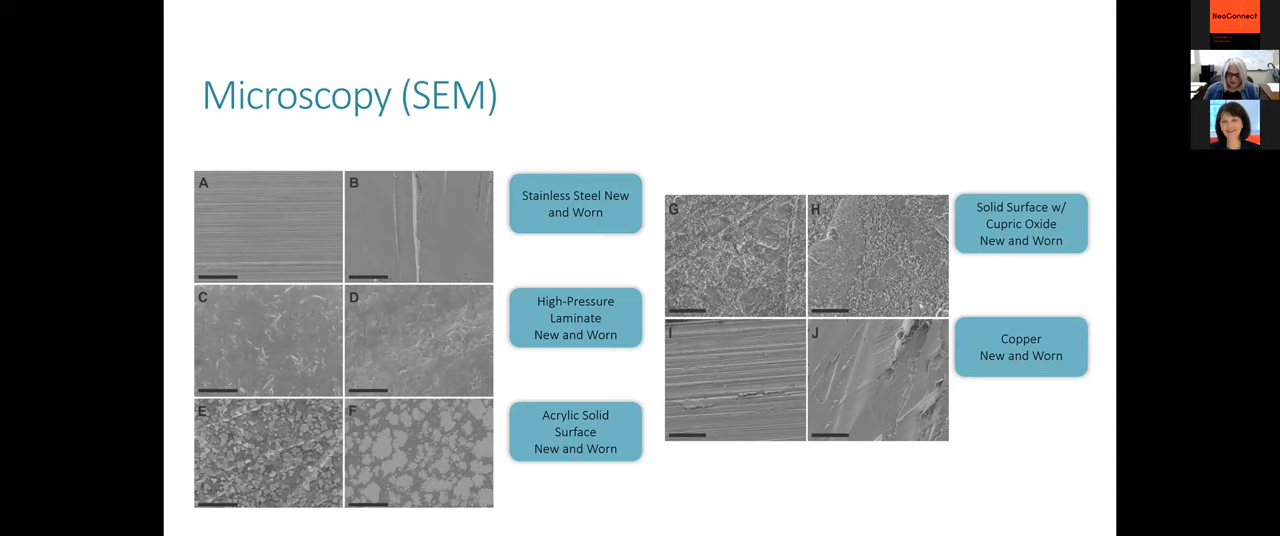 Microscopy (SEM)
A
B
Stainless Steel New
and Worn
C
D
High-Pressure
Laminate
New and Worn
E
F
Acrylic Solid
Surface
New and Worn
G
H
Solid Surface w/
Cupric Oxide
New and Worn
I
J
Copper
New and Worn
NeoConnect